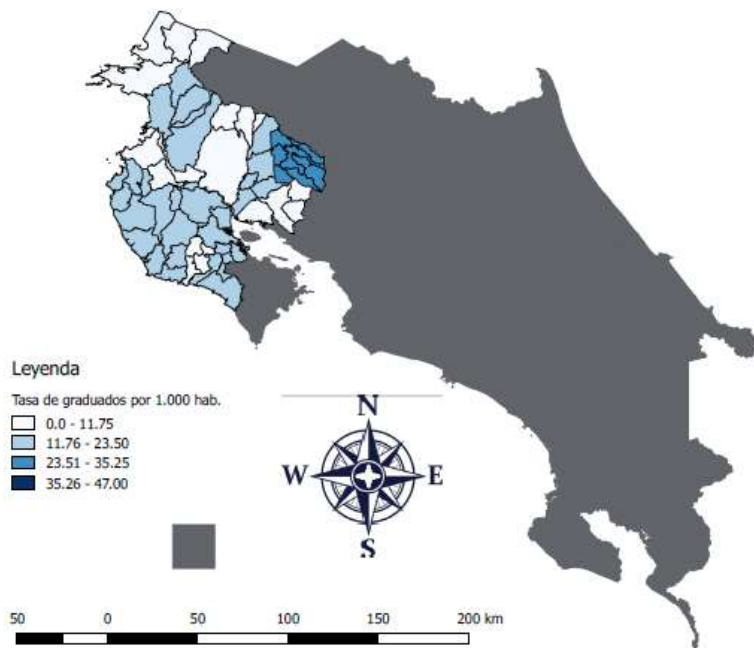 Leyenda
Tasa de graduados por 1.000 hab.
0.0 - 11.75
11.76 - 23.50
23.51 - 35.25
35.26 - 47.00
N
W E
S
50 0 50 100 150 200 km